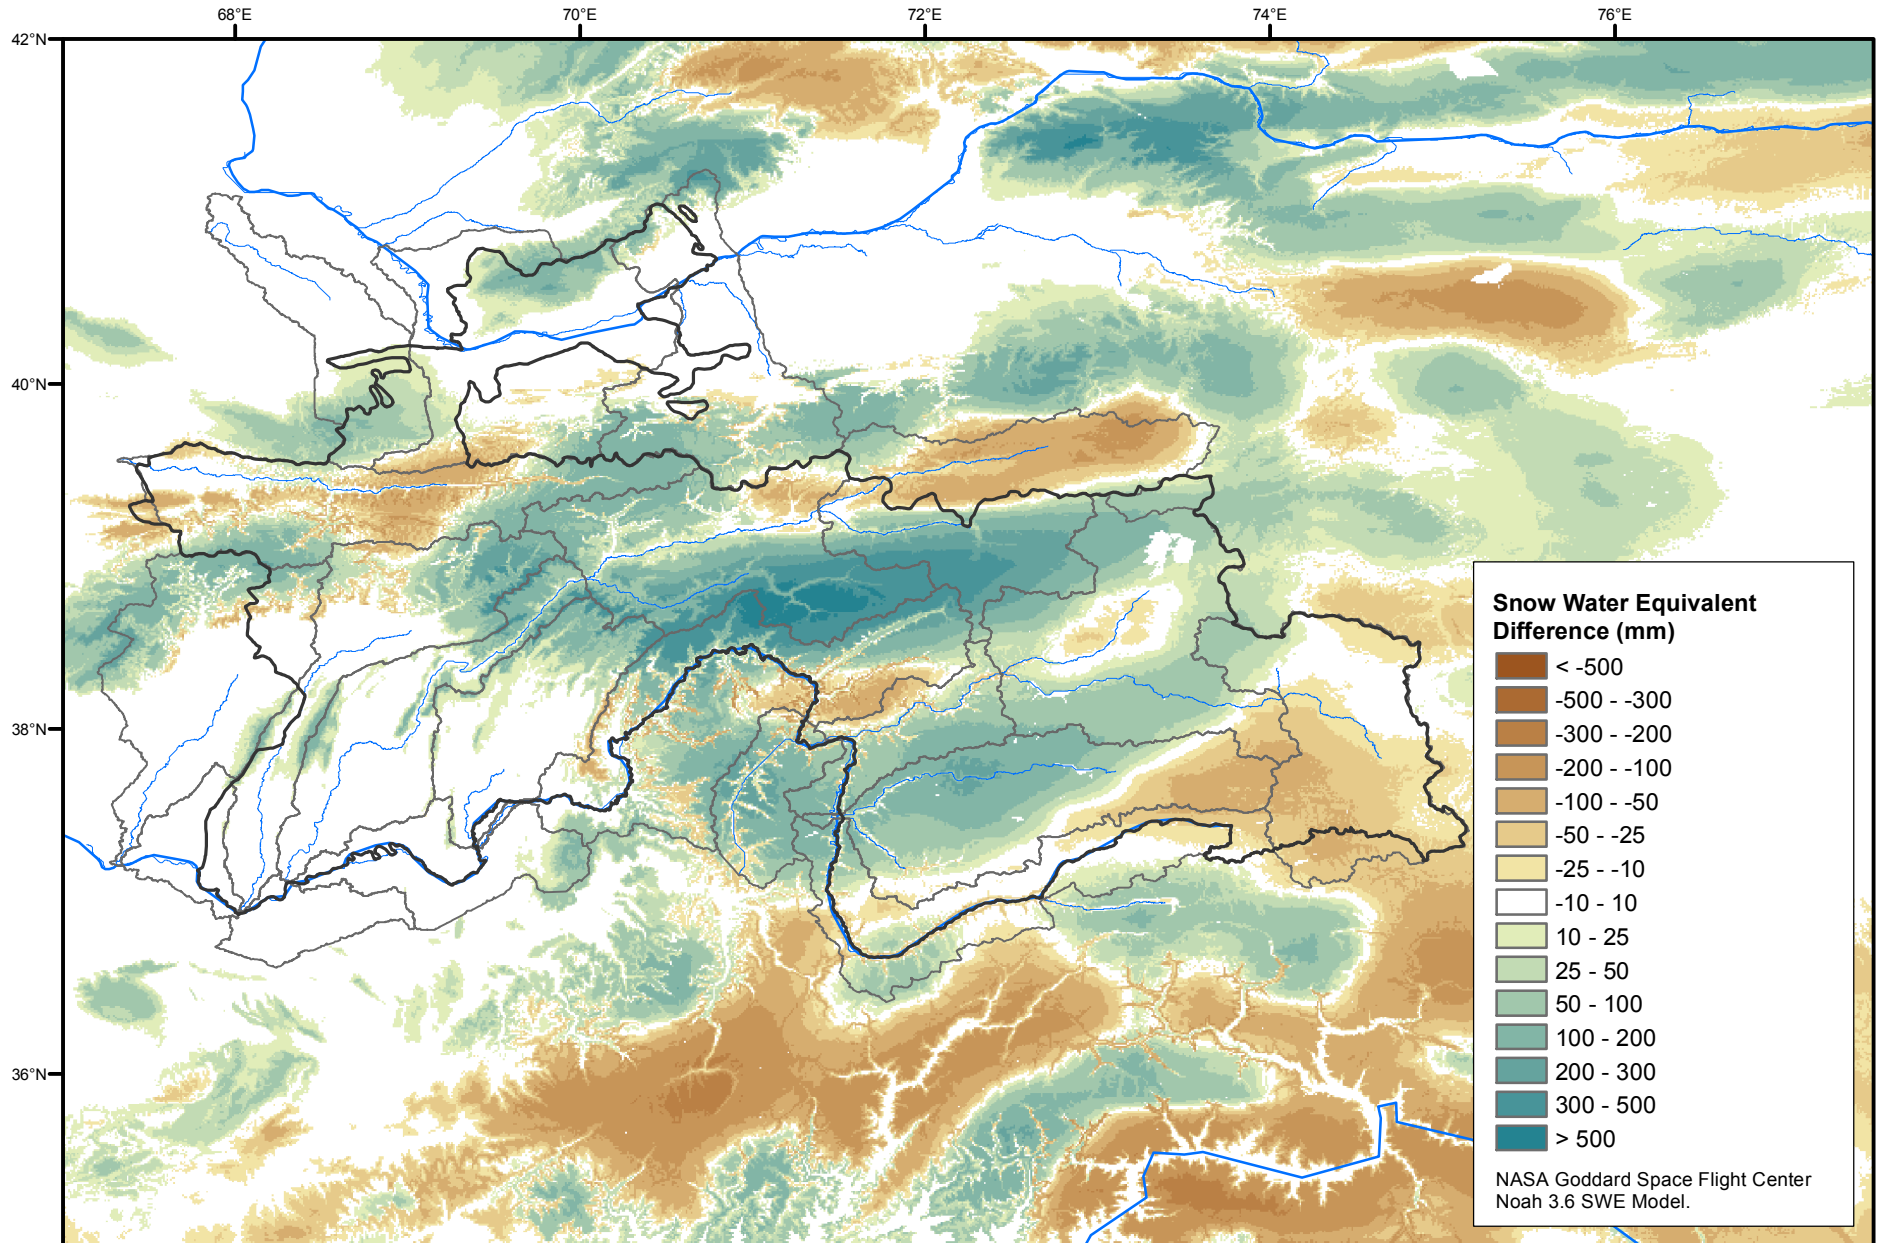 68°E 70°E 72°E 74°E 76°E
42°N
40°N
38°N
36°N
Snow Water Equivalent
Difference (mm)
< -500
-500 - -300
-300 - -200
-200 - -100
-100 - -50
-50 - -25
-25 - -10
-10 - 10
10 - 25
25 - 50
50 - 100
100 - 200
200 - 300
300 - 500
> 500
NASA Goddard Space Flight Center
Noah 3.6 SWE Model.